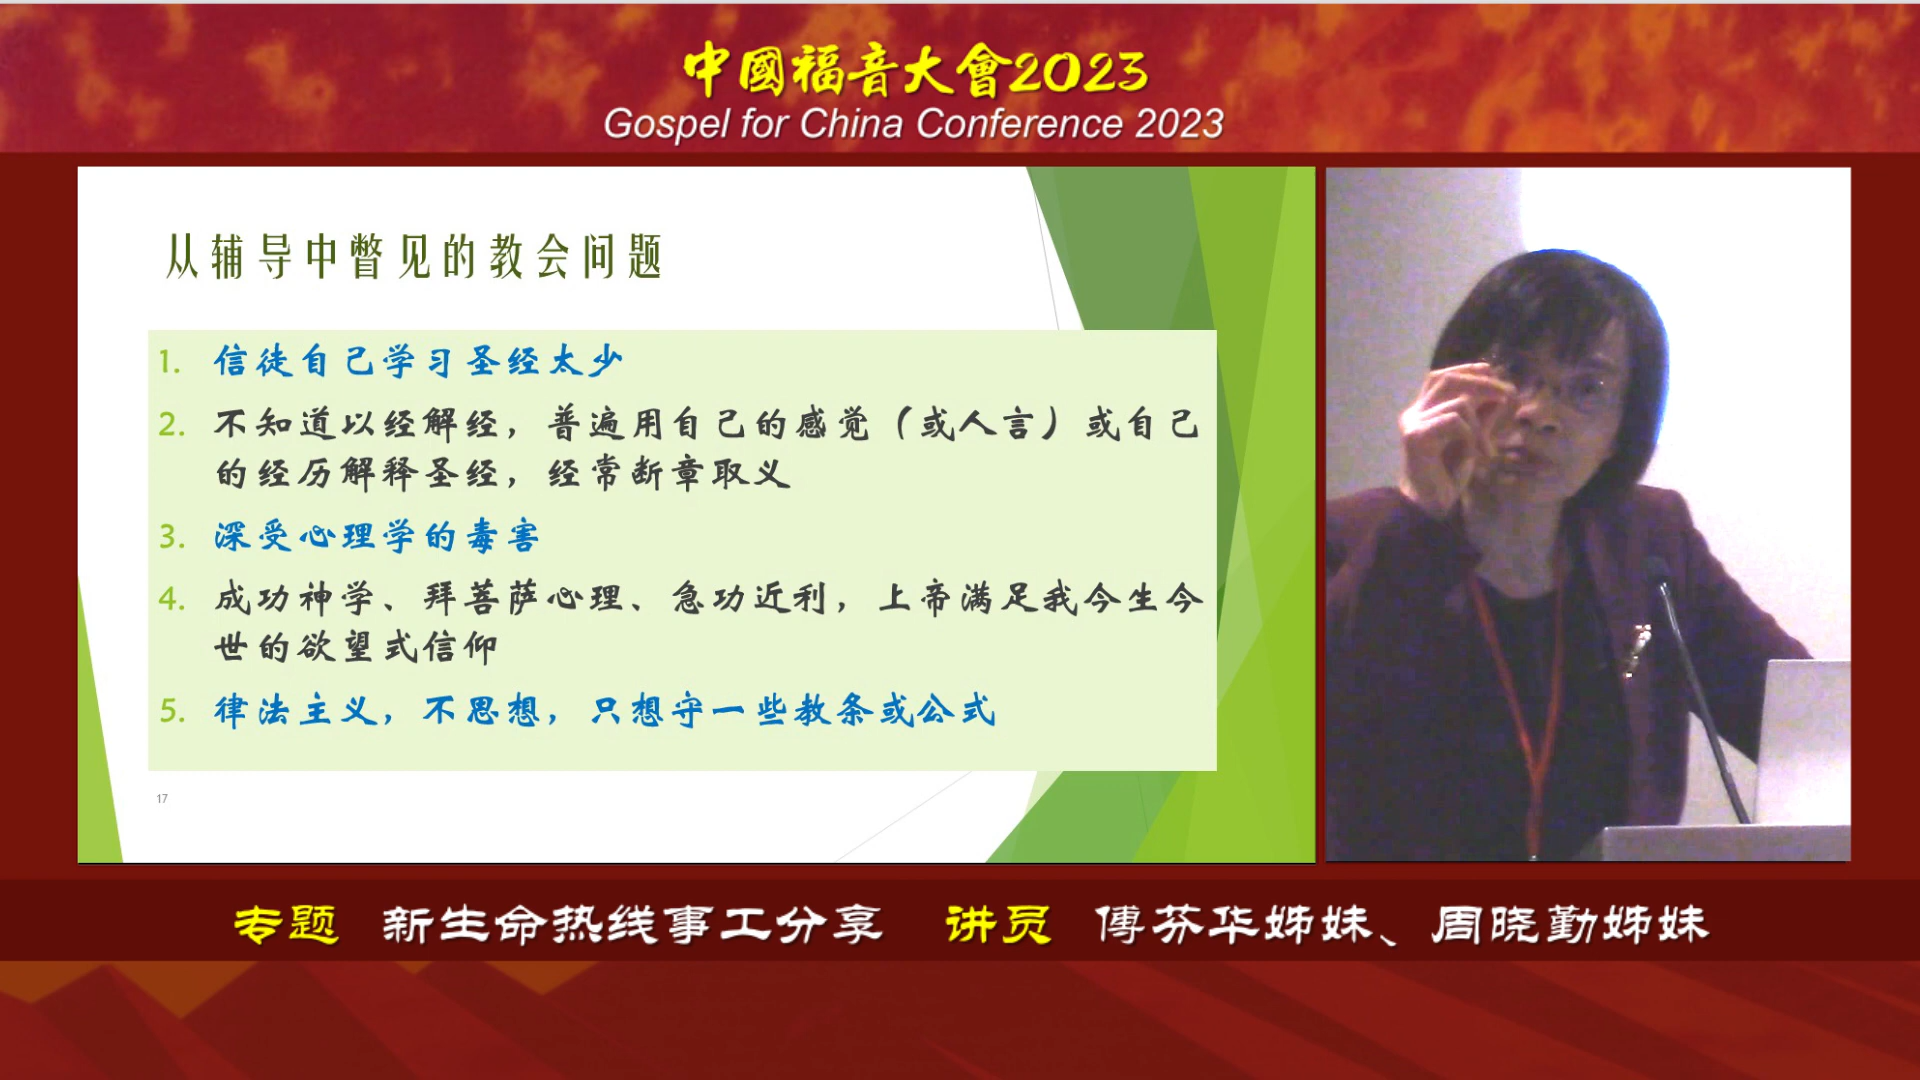 中國福音大會2023
Gospel for China Conference 2023
从辅导中瞥见的教会问题
1. 信徒自己学习圣经太少
2. 不知道以经解经，普遍用自己的感觉（或人言）或自己
的经历解释圣经，经常断章取义
3. 深受心理学的毒害
4. 成功神学、拜菩萨心理、急功近利，上帝满足我今生今
世的欲望式信仰
5. 律法主义，不思想，只想守一些教条或公式
17
专题 新生命热线事工分享 讲员 傅芬华姊妹、周晓勤姊妹